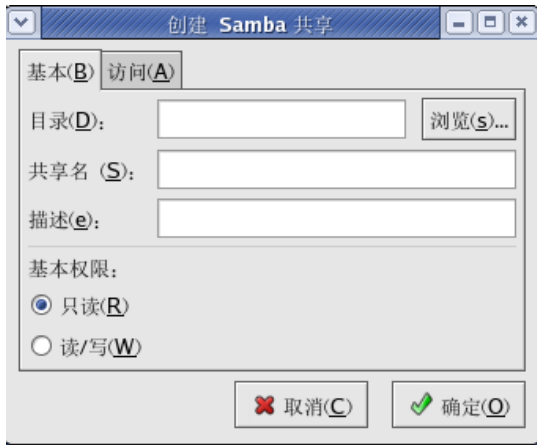 创建 Samba 共享
基本(B) 访问(A)
目录(D): 浏览(s)...
共享名 (S):
描述(e):
基本权限:
只读(R)
读/写(W)
取消(C) 确定(O)